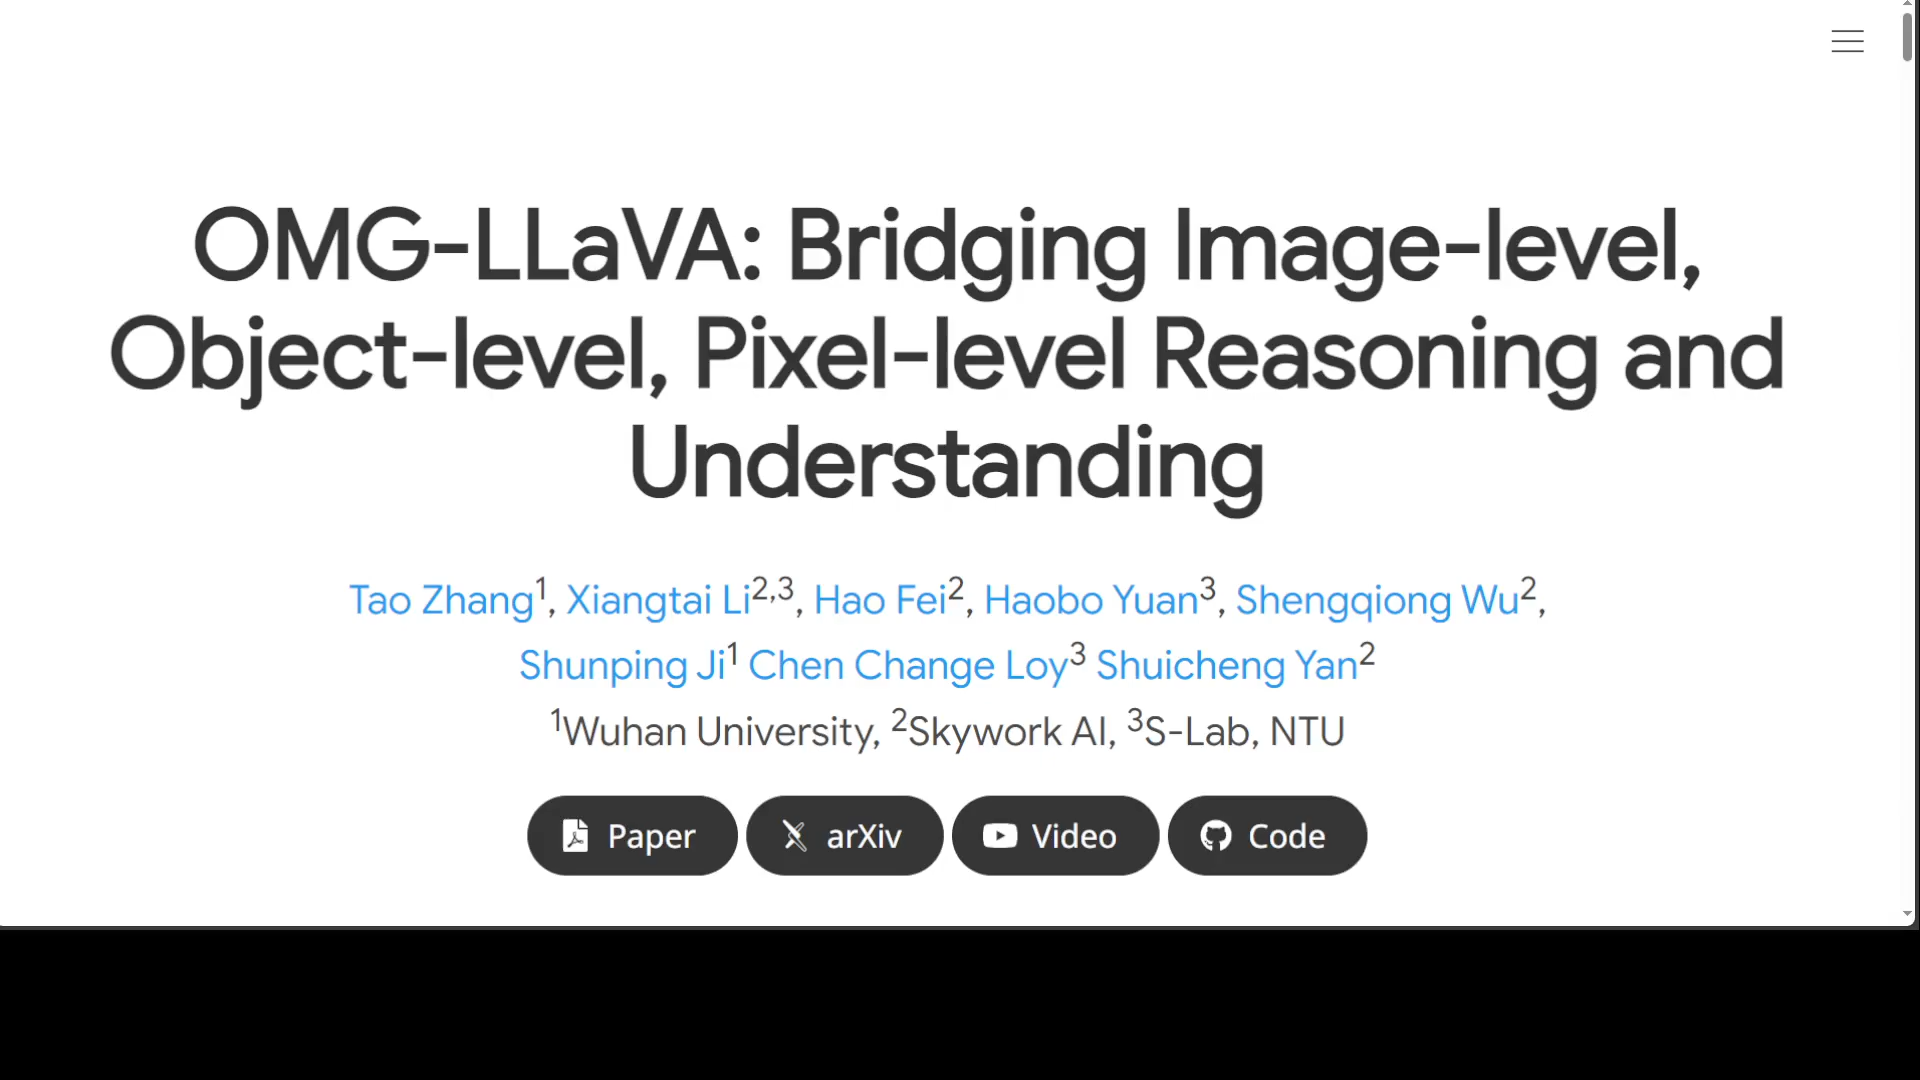 OMG-LLaVA: Bridging Image-level,
Object-level, Pixel-level Reasoning and
Understanding
Tao Zhang1, Xiangtai Li2,3, Hao Fei2, Haobo Yuan3, Shengqiong Wu2,
Shunping Ji1 Chen Change Loy3 Shuicheng Yan2
1Wuhan University, 2Skywork AI, 3S-Lab, NTU
Paper arXiv Video Code